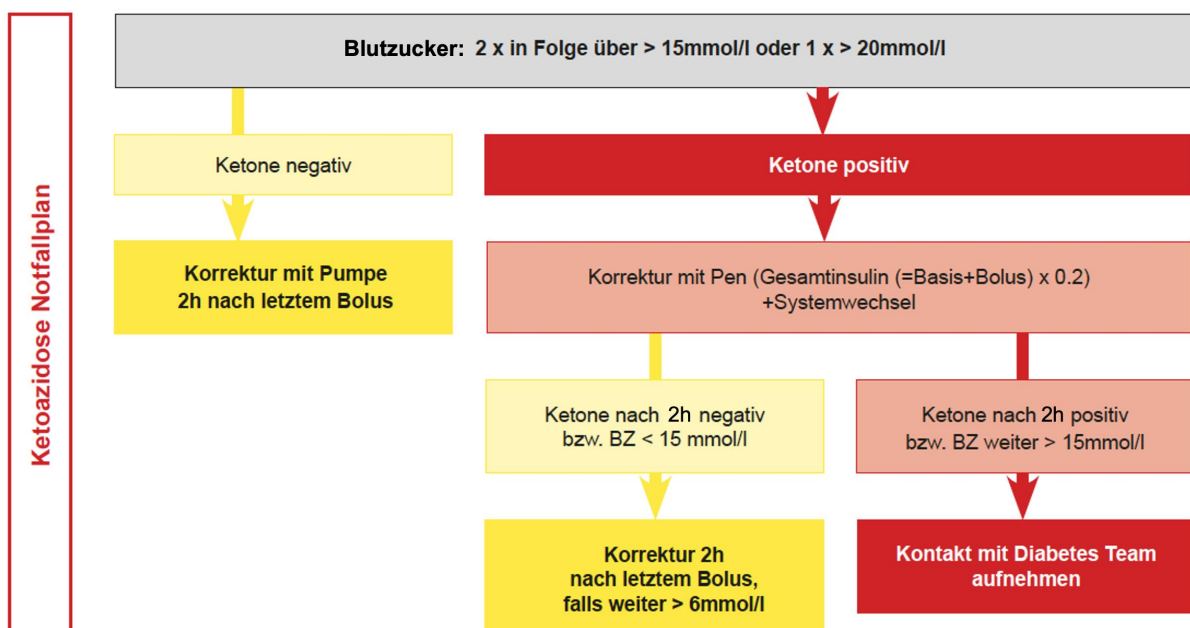 Ketoazidose Notfallplan
Blutzucker: 2 x in Folge über > 15mmol/l oder 1 x > 20mmol/l
Ketone negativ
Ketone positiv
Korrektur mit Pumpe
2h nach letztem Bolus
Korrektur mit Pen (Gesamtinsulin (=Basis+Bolus) x 0.2)
+Systemwechsel
Ketone nach 2h negativ
bzw. BZ < 15 mmol/l
Ketone nach 2h positiv
bzw. BZ weiter > 15mmol/l
Korrektur 2h
nach letztem Bolus,
falls weiter > 6mmol/l
Kontakt mit Diabetes Team
aufnehmen